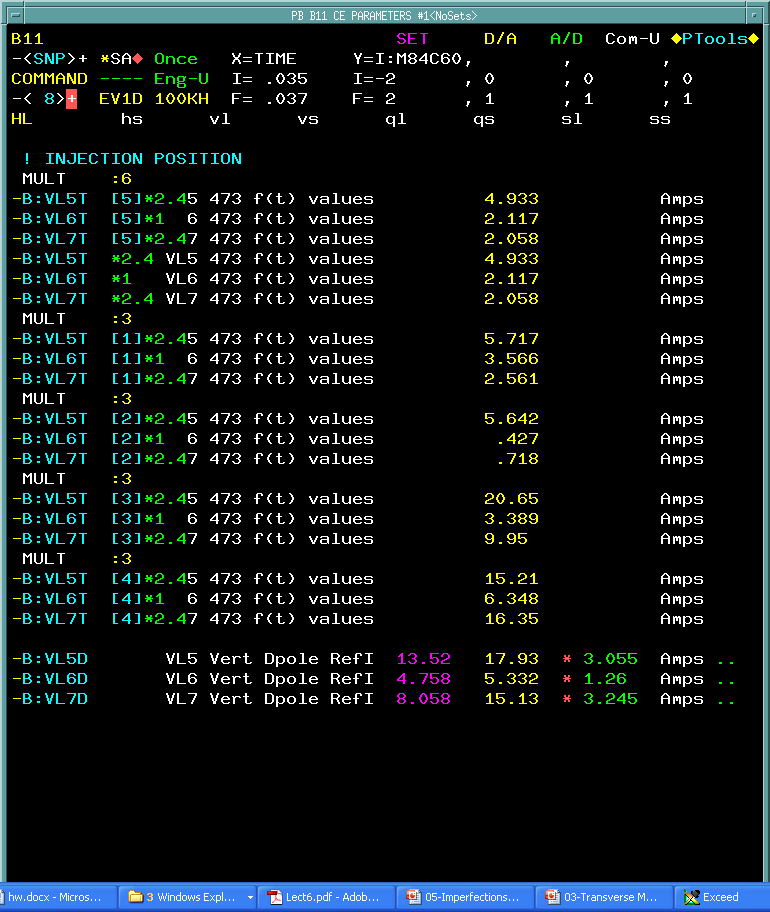 PB B11 CE PARAMETERS #1<NoSets>
B11 SET D/A A/D Com-U ◆PTools◆
-<SNP>+ *SA◆ Once X=TIME Y=I:M84C60, , ,
COMMAND ---- Eng-U I= .035 I=-2 , 0 , 0 , 0
-< 8>+ EV1D 100KH F= .037 F= 2 , 1 , 1 , 1
HL hs vl vs ql qs sl ss
! INJECTION POSITION
MULT :6
-B:VL5T [5]*2.45 473 f(t) values 4.933 Amps
-B:VL6T [5]*1 6 473 f(t) values 2.117 Amps
-B:VL7T [5]*2.47 473 f(t) values 2.058 Amps
-B:VL5T *2.4 VL5 473 f(t) values 4.933 Amps
-B:VL6T *1 VL6 473 f(t) values 2.117 Amps
-B:VL7T *2.4 VL7 473 f(t) values 2.058 Amps
MULT :3
-B:VL5T [1]*2.45 473 f(t) values 5.717 Amps
-B:VL6T [1]*1 6 473 f(t) values 3.566 Amps
-B:VL7T [1]*2.47 473 f(t) values 2.561 Amps
MULT :3
-B:VL5T [2]*2.45 473 f(t) values 5.642 Amps
-B:VL6T [2]*1 6 473 f(t) values .427 Amps
-B:VL7T [2]*2.47 473 f(t) values .718 Amps
MULT :3
-B:VL5T [3]*2.45 473 f(t) values 20.65 Amps
-B:VL6T [3]*1 6 473 f(t) values 3.389 Amps
-B:VL7T [3]*2.47 473 f(t) values 9.95 Amps
MULT :3
-B:VL5T [4]*2.45 473 f(t) values 15.21 Amps
-B:VL6T [4]*1 6 473 f(t) values 6.348 Amps
-B:VL7T [4]*2.47 473 f(t) values 16.35 Amps
-B:VL5D VL5 Vert Dpole RefI 13.52 17.93 * 3.055 Amps ..
-B:VL6D VL6 Vert Dpole RefI 4.758 5.332 * 1.26 Amps ..
-B:VL7D VL7 Vert Dpole RefI 8.058 15.13 * 3.245 Amps ..
hw.docx - Micros... 3 Windows Expl... Lect6.pdf - Adob... 05-Imperfections... 03-Transverse M... Exceed